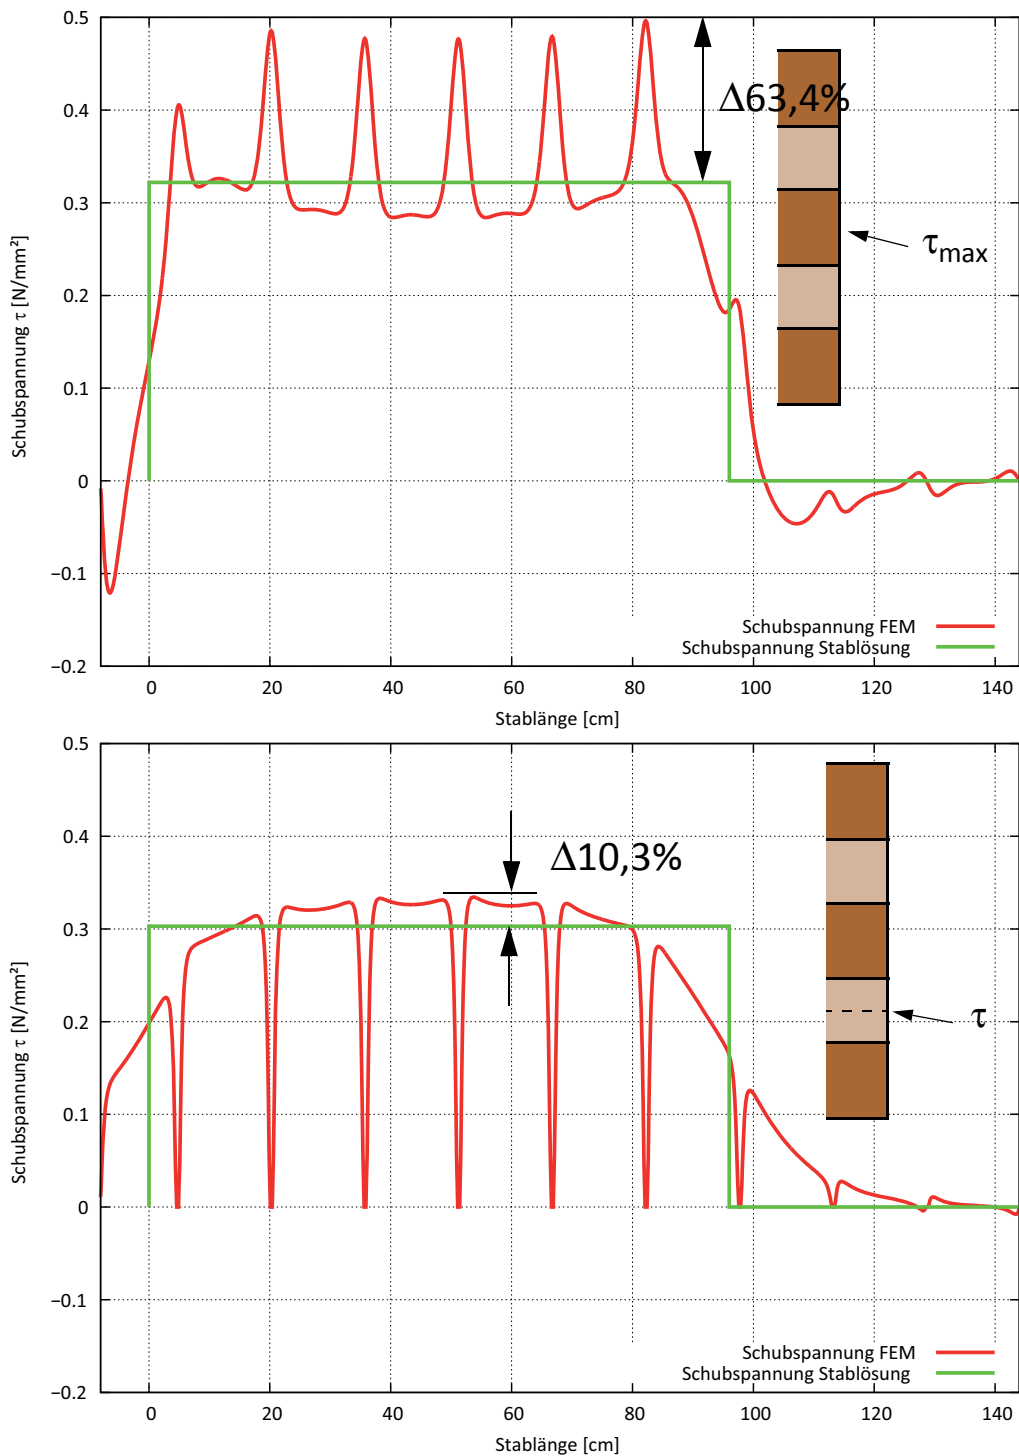 0.5
0.4
0.3
0.2
0.1
0
−0.1
−0.2
Schubspannung τ [N/mm²]
Δ63,4%
τmax
Schubspannung FEM
Schubspannung Stablösung
0 20 40 60 80 100 120 140
Stablänge [cm]
0.5
0.4
0.3
0.2
0.1
0
−0.1
−0.2
Schubspannung τ [N/mm²]
Δ10,3%
τ
Schubspannung FEM
Schubspannung Stablösung
0 20 40 60 80 100 120 140
Stablänge [cm]